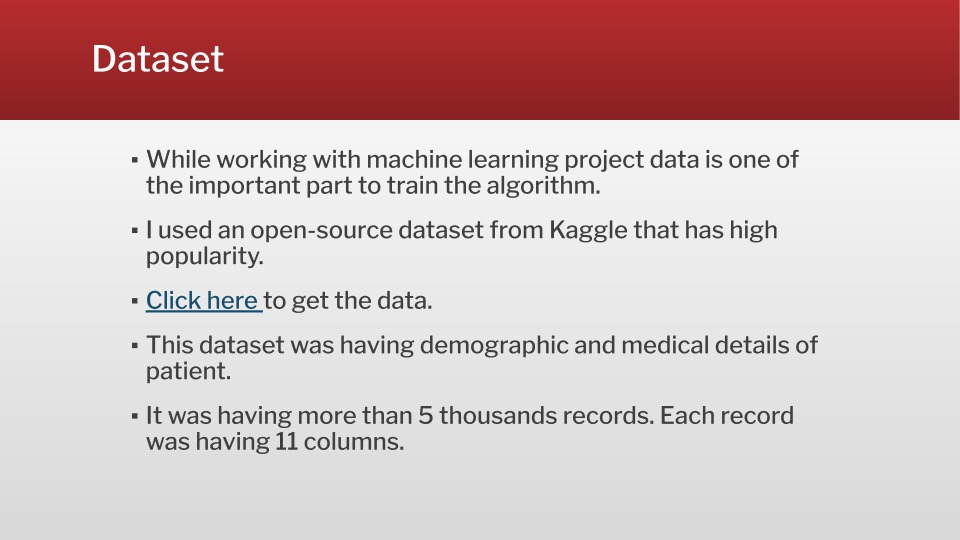 Dataset
▪ While working with machine learning project data is one of
the important part to train the algorithm.
▪ I used an open-source dataset from Kaggle that has high
popularity.
▪ Click here to get the data.
▪ This dataset was having demographic and medical details of
patient.
▪ It was having more than 5 thousands records. Each record
was having 11 columns.